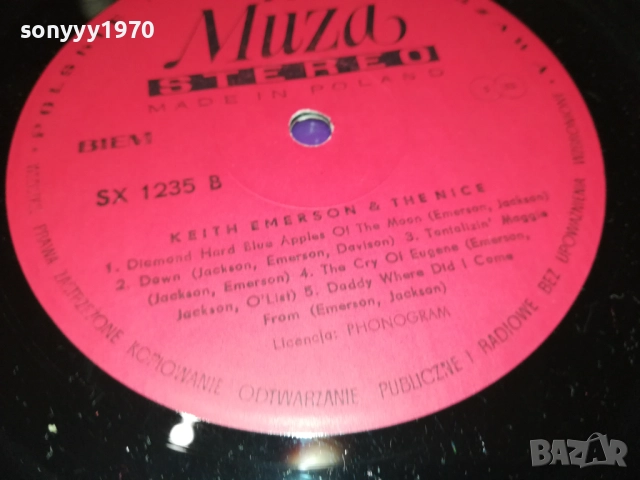 sonyyy1970
Muza
STEREO
MADE IN POLAND
BIEM
SX 1235 B
KEITH EMERSON & THE NICE
1. Diamond Hard Blue Apples Of The Moon (Emerson, Jackson)
2. Dawn (Jackson, Emerson, Davison) 3. Tantalizin' Maggie
(Jackson, Emerson) 4. The Cry Of Eugene (Emerson,
Jackson, O'List) 5. Daddy Where Did I Come
From (Emerson, Jackson)
Licencja: PHONOGRAM
PRAWA ZASTRZEŻONE KOPIOWANIE ODTWARZANIE PUBLICZNE I RADIOWE BEZ UPOWAŻNIENIA
BAZAR